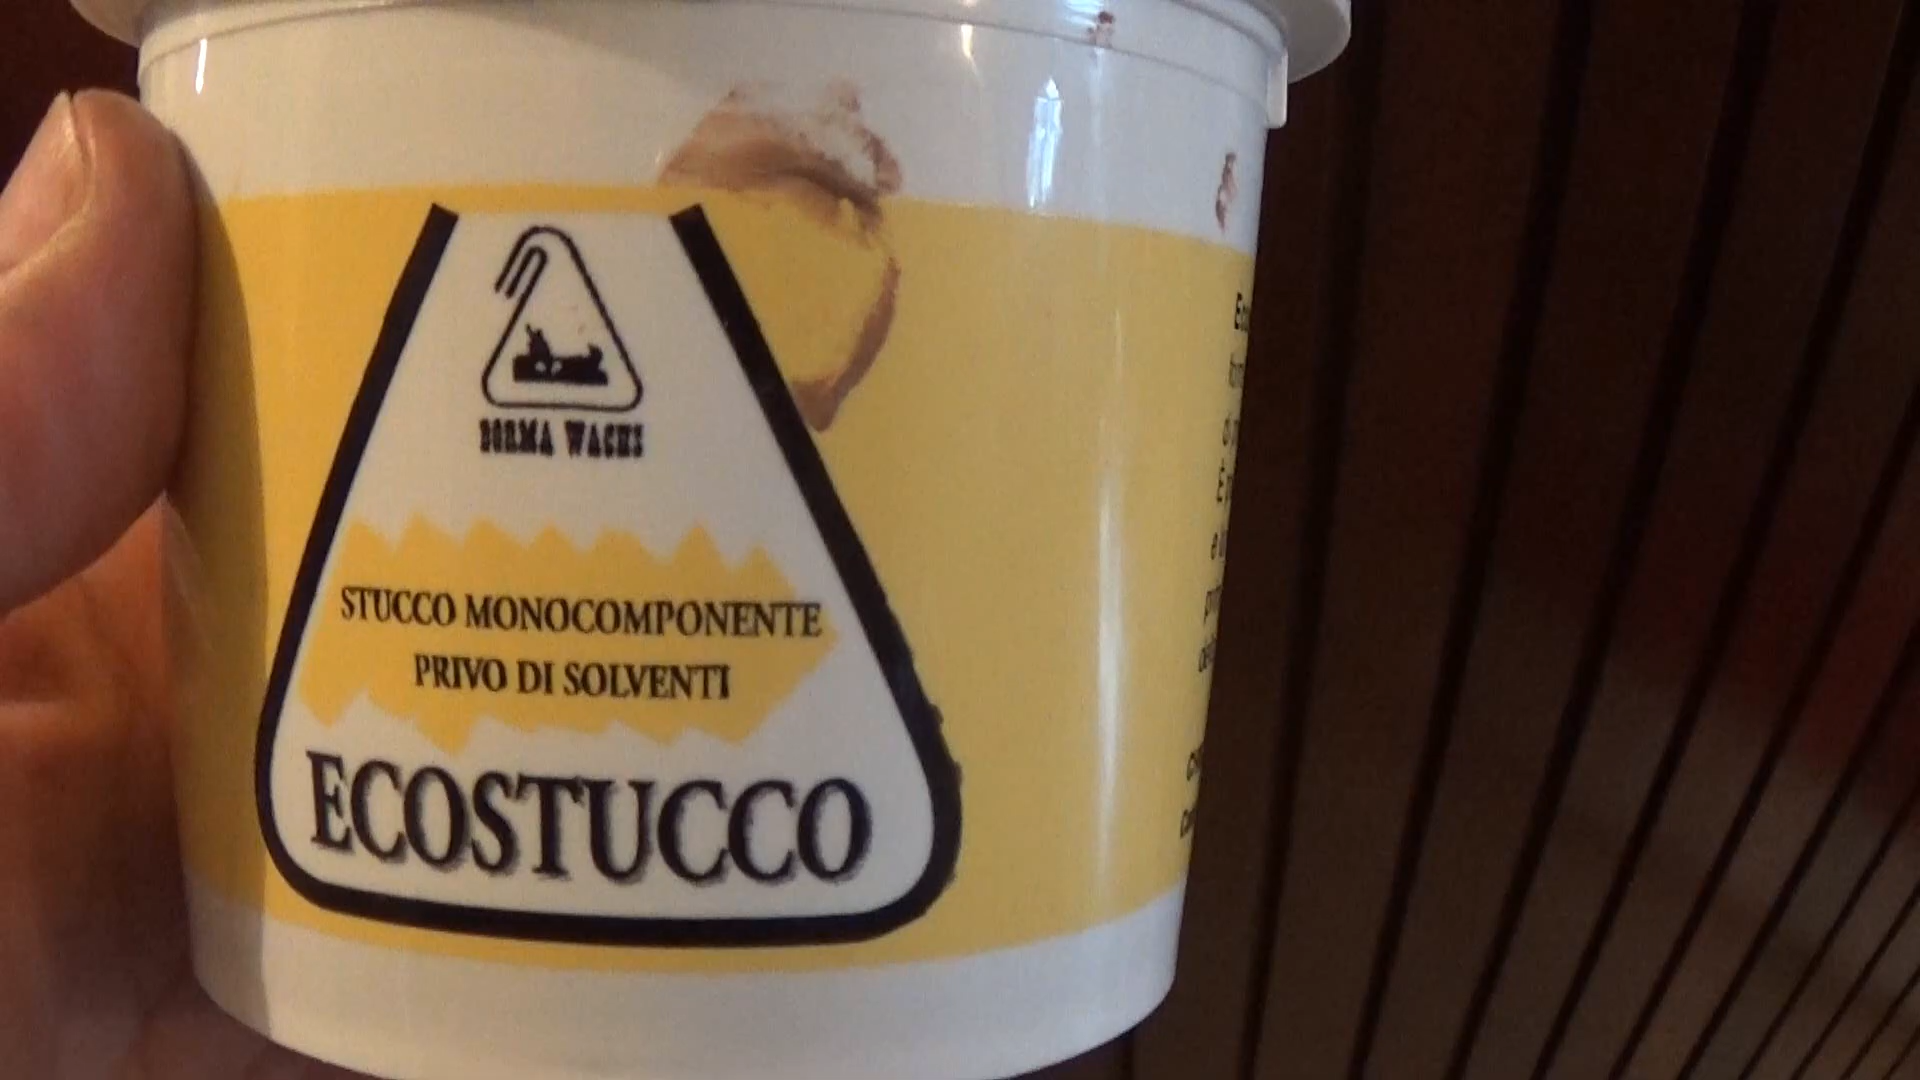 BORMA WACHS
STUCCO MONOCOMPONENTE
PRIVO DI SOLVENTI
ECOSTUCCO